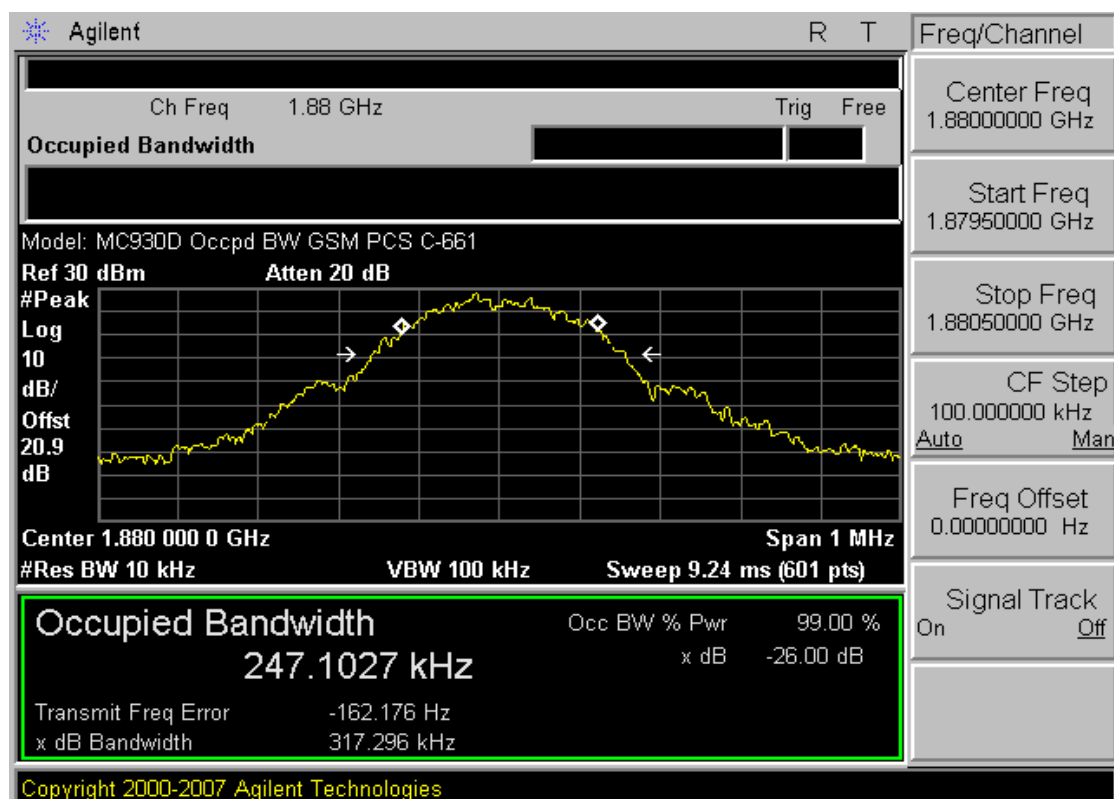 Agilent R T
Ch Freq 1.88 GHz Trig Free
Occupied Bandwidth
Model: MC930D Occpd BW GSM PCS C-661
Ref 30 dBm Atten 20 dB
#Peak
Log
10
dB/
Offst
20.9
dB
Center 1.880 000 0 GHz Span 1 MHz
#Res BW 10 kHz VBW 100 kHz Sweep 9.24 ms (601 pts)
Occupied Bandwidth Occ BW % Pwr 99.00 %
247.1027 kHz x dB -26.00 dB
Transmit Freq Error -162.176 Hz
x dB Bandwidth 317.296 kHz
Copyright 2000-2007 Agilent Technologies
Freq/Channel
Center Freq
1.88000000 GHz
Start Freq
1.87950000 GHz
Stop Freq
1.88050000 GHz
CF Step
100.000000 kHz
Auto Man
Freq Offset
0.00000000 Hz
Signal Track
On Off